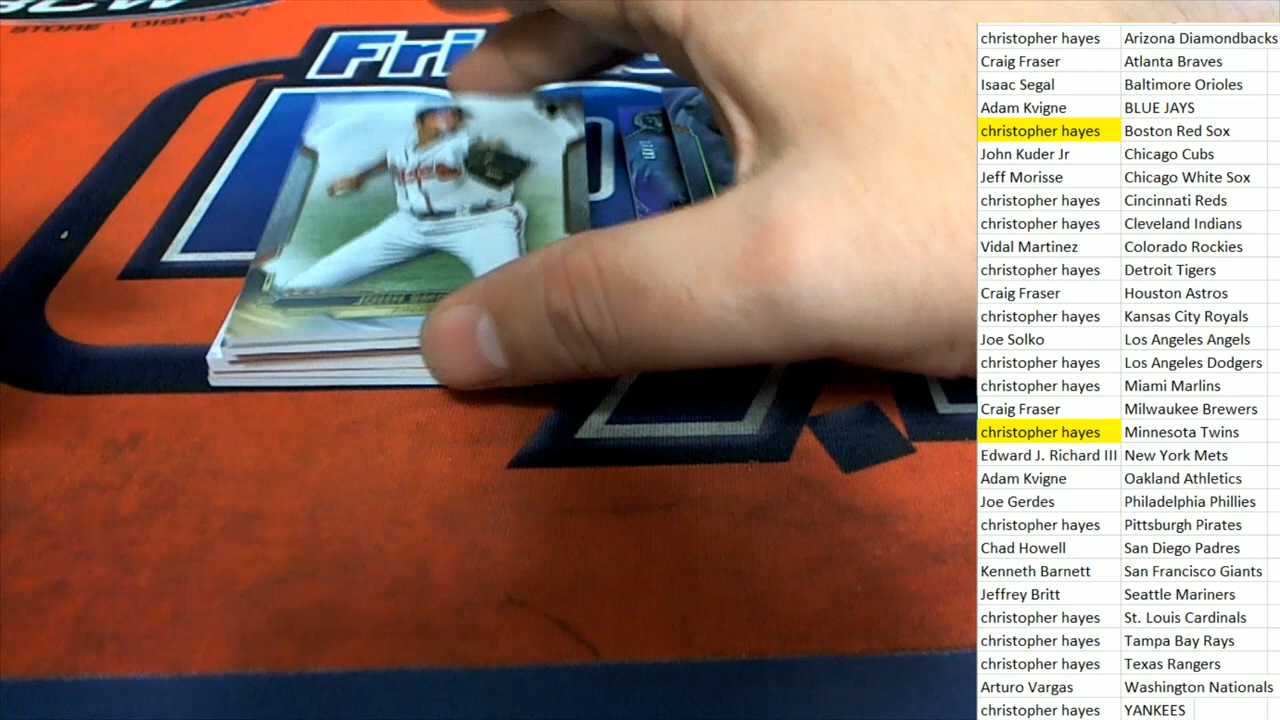 STORE · DISPLAY
Fri
christopher hayes Arizona Diamondbacks
Craig Fraser Atlanta Braves
Isaac Segal Baltimore Orioles
Adam Kvigne BLUE JAYS
christopher hayes Boston Red Sox
John Kuder Jr Chicago Cubs
Jeff Morisse Chicago White Sox
christopher hayes Cincinnati Reds
christopher hayes Cleveland Indians
Vidal Martinez Colorado Rockies
christopher hayes Detroit Tigers
Craig Fraser Houston Astros
christopher hayes Kansas City Royals
Joe Solko Los Angeles Angels
christopher hayes Los Angeles Dodgers
christopher hayes Miami Marlins
Craig Fraser Milwaukee Brewers
christopher hayes Minnesota Twins
Edward J. Richard III New York Mets
Adam Kvigne Oakland Athletics
Joe Gerdes Philadelphia Phillies
christopher hayes Pittsburgh Pirates
Chad Howell San Diego Padres
Kenneth Barnett San Francisco Giants
Jeffrey Britt Seattle Mariners
christopher hayes St. Louis Cardinals
christopher hayes Tampa Bay Rays
christopher hayes Texas Rangers
Arturo Vargas Washington Nationals
christopher hayes YANKEES